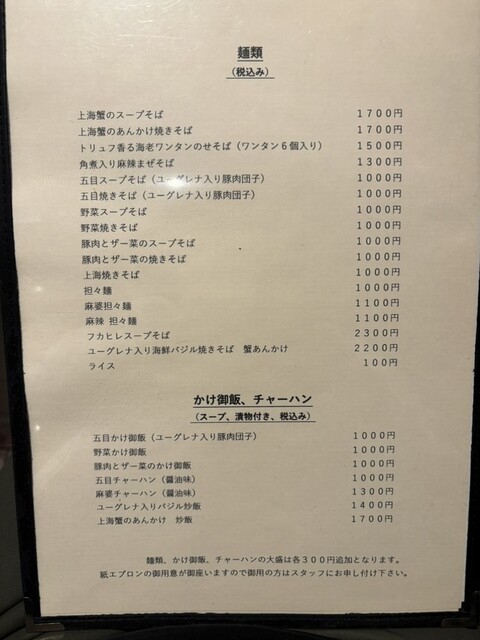 麺類
(税込み)
上海蟹のスープそば 1700円
上海蟹のあんかけ焼きそば 1700円
トリュフ香る海老ワンタンのせそば(ワンタン6個入り) 1500円
角煮入り麻辣まぜそば 1300円
五目スープそば(ユーグレナ入り豚肉団子) 1000円
五目焼きそば(ユーグレナ入り豚肉団子) 1000円
野菜スープそば 1000円
野菜焼きそば 1000円
豚肉とザー菜のスープそば 1000円
豚肉とザー菜の焼きそば 1000円
上海焼きそば 1000円
担々麺 1000円
麻婆担々麺 1100円
麻辣 担々麺 1100円
フカヒレスープそば 2300円
ユーグレナ入り海鮮バジル焼きそば 蟹あんかけ 2200円
ライス 100円
かけ御飯、チャーハン
(スープ、漬物付き、税込み)
五目かけ御飯(ユーグレナ入り豚肉団子) 1000円
野菜かけ御飯 1000円
豚肉とザー菜のかけ御飯 1000円
五目チャーハン(醤油味) 1000円
麻婆チャーハン(醤油味) 1300円
ユーグレナ入りバジル炒飯 1400円
上海蟹のあんかけ 炒飯 1700円
麺類、かけ御飯、チャーハンの大盛は各300円追加となります。
紙エプロンの御用意が御座いますので御用の方はスタッフにお申し付け下さい。